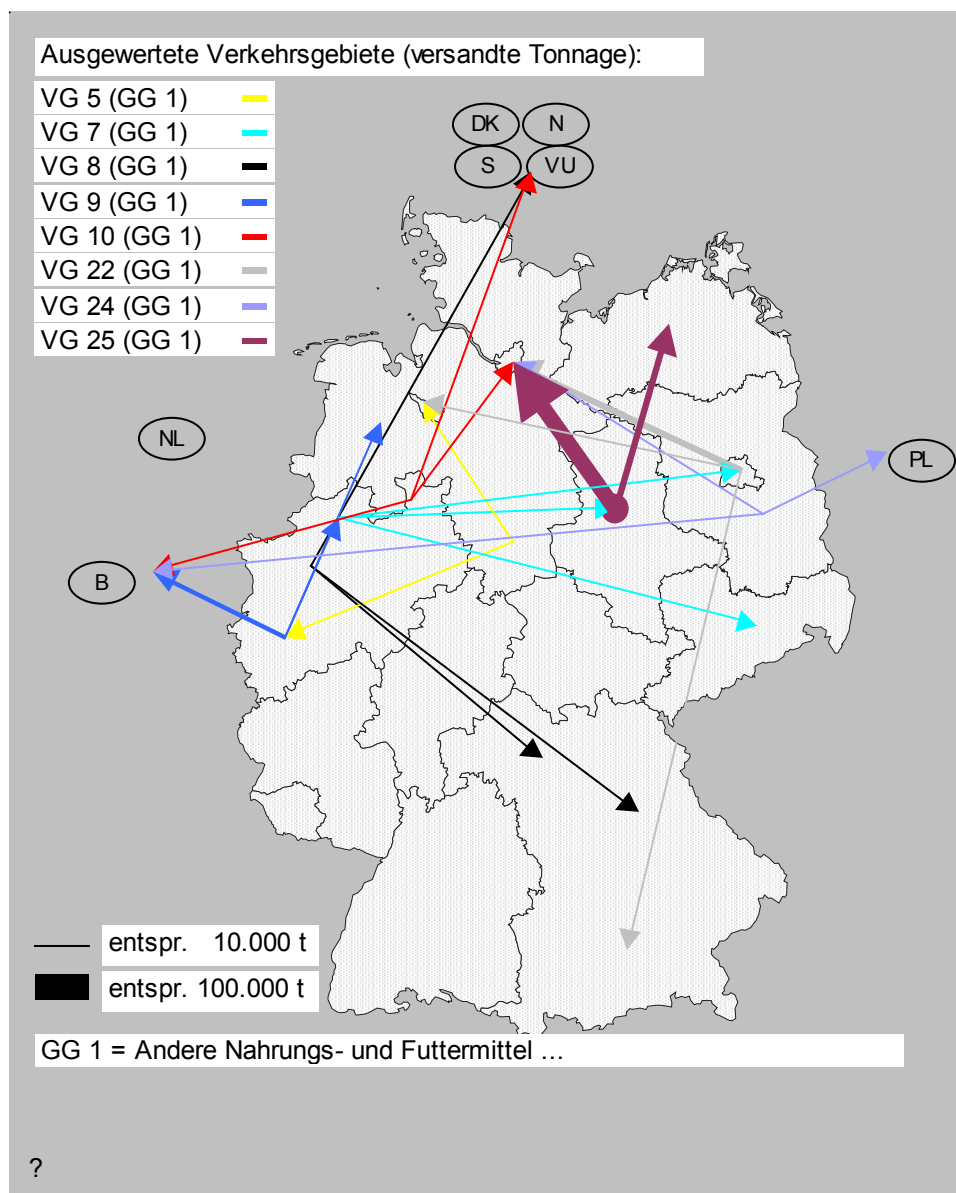 Ausgewertete Verkehrsgebiete (versandte Tonnage):
VG 5 (GG 1)
VG 7 (GG 1)
VG 8 (GG 1)
VG 9 (GG 1)
VG 10 (GG 1)
VG 22 (GG 1)
VG 24 (GG 1)
VG 25 (GG 1)
DK N
S VU
NL
PL
B
entspr. 10.000 t
entspr. 100.000 t
GG 1 = Andere Nahrungs- und Futtermittel ...
?